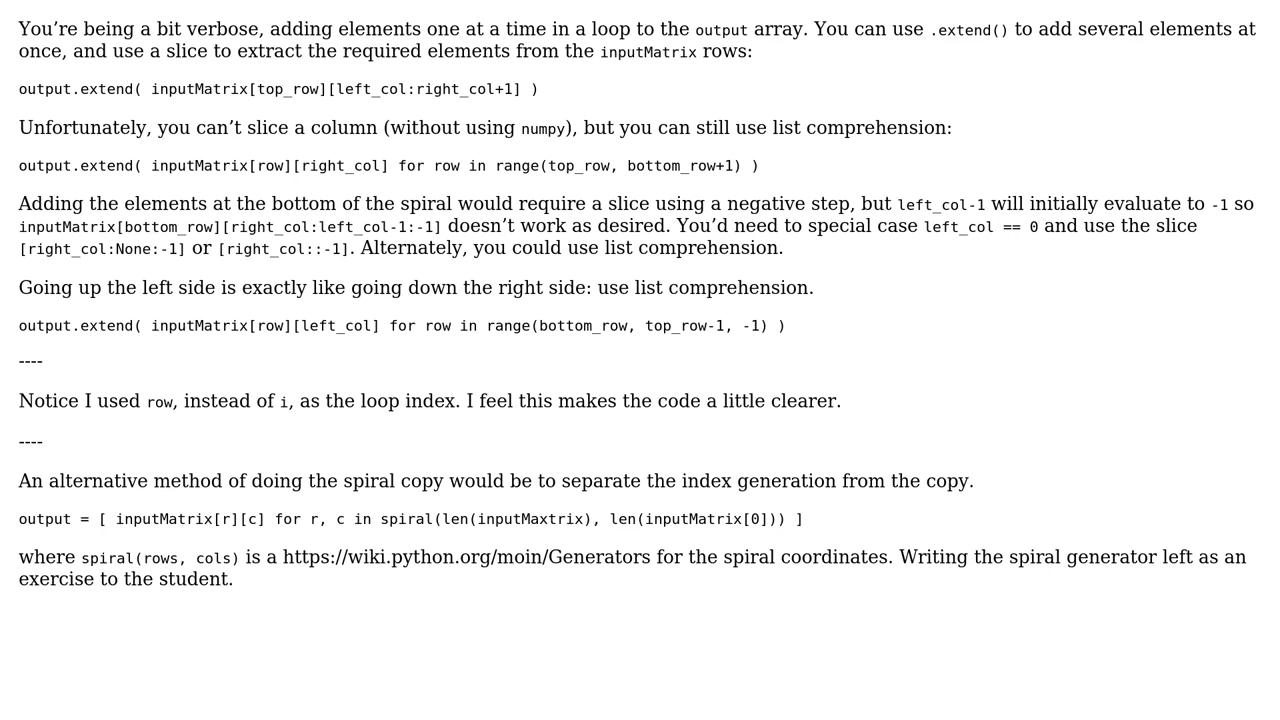 You’re being a bit verbose, adding elements one at a time in a loop to the output array. You can use .extend() to add several elements at
once, and use a slice to extract the required elements from the inputMatrix rows:
output.extend( inputMatrix[top_row][left_col:right_col+1] )
Unfortunately, you can’t slice a column (without using numpy), but you can still use list comprehension:
output.extend( inputMatrix[row][right_col] for row in range(top_row, bottom_row+1) )
Adding the elements at the bottom of the spiral would require a slice using a negative step, but left_col-1 will initially evaluate to -1 so
inputMatrix[bottom_row][right_col:left_col-1:-1] doesn’t work as desired. You’d need to special case left_col == 0 and use the slice
[right_col:None:-1] or [right_col::-1]. Alternately, you could use list comprehension.
Going up the left side is exactly like going down the right side: use list comprehension.
output.extend( inputMatrix[row][left_col] for row in range(bottom_row, top_row-1, -1) )
----
Notice I used row, instead of i, as the loop index. I feel this makes the code a little clearer.
----
An alternative method of doing the spiral copy would be to separate the index generation from the copy.
output = [ inputMatrix[r][c] for r, c in spiral(len(inputMaxtrix), len(inputMatrix[0])) ]
where spiral(rows, cols) is a https://wiki.python.org/moin/Generators for the spiral coordinates. Writing the spiral generator left as an
exercise to the student.